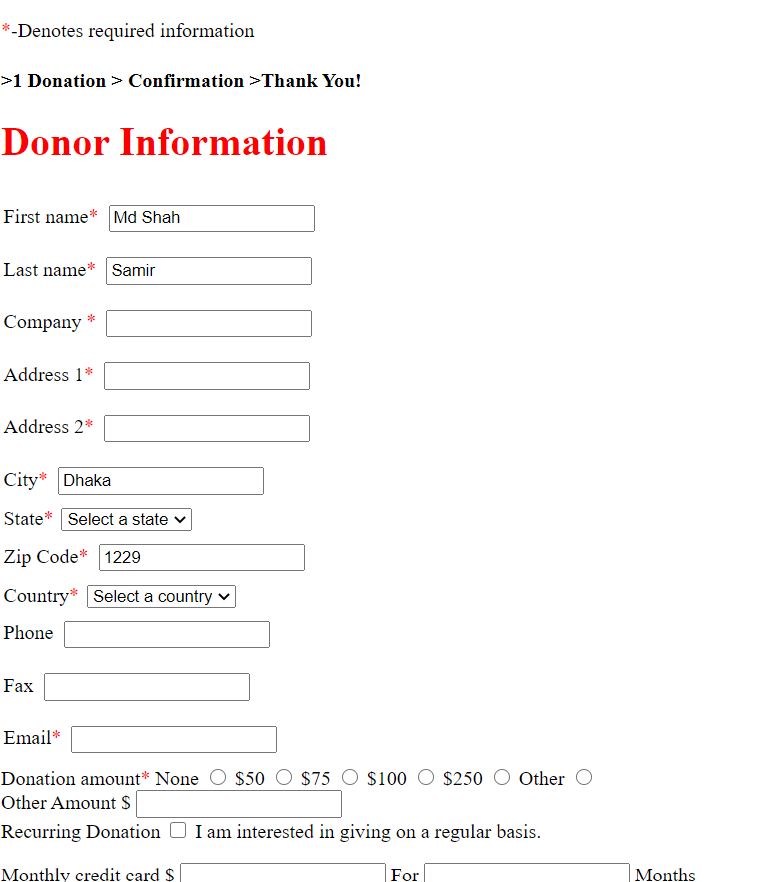 *-Denotes required information
>1 Donation > Confirmation >Thank You!
Donor Information
First name* Md Shah
Last name* Samir
Company *
Address 1*
Address 2*
City* Dhaka
State* Select a state
Zip Code* 1229
Country* Select a country
Phone
Fax
Email*
Donation amount* None $50 $75 $100 $250 Other
Other Amount $
Recurring Donation I am interested in giving on a regular basis.
Monthly credit card $ For Months